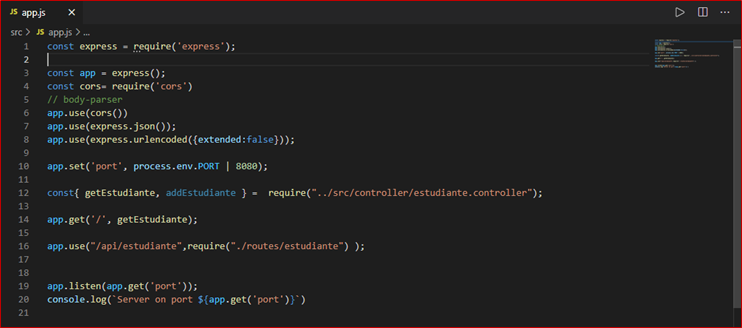 JS app.js ×
src > JS app.js > ...
1 const express = require('express');
2
3 const app = express();
4 const cors= require('cors')
5 // body-parser
6 app.use(cors())
7 app.use(express.json());
8 app.use(express.urlencoded({extended:false}));
9
10 app.set('port', process.env.PORT | 8080);
11
12 const{ getEstudiante, addEstudiante } =  require("../src/controller/estudiante.controller");
13
14 app.get('/', getEstudiante);
15
16 app.use("/api/estudiante",require("./routes/estudiante") );
17
18
19 app.listen(app.get('port'));
20 console.log(`Server on port ${app.get('port')}`)
21